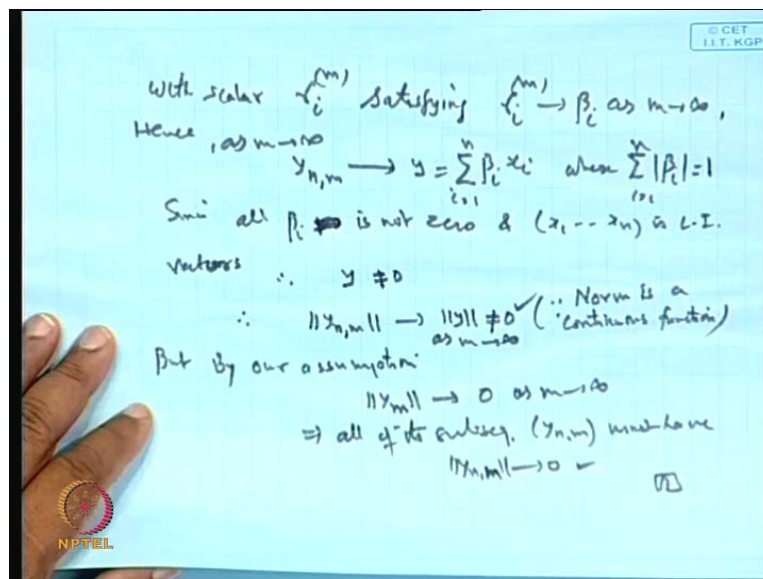 © CET
I.I.T. KGP
With scalar γ_i^{(m)} satisfying γ_i^{(m)} → β_i as m→∞,
Hence, as m→∞
y_{n,m} → y = Σ_{i=1}^{n} β_i x_i where Σ_{i=1}^{n} |β_i| = 1
Since all β_i is not zero & (x_1 -- x_n) is L.I.
vectors ∴ y ≠ 0
∴ ||y_{n,m}|| → ||y|| ≠ 0 ✓ (∵ Norm is a
as m→∞ continuous function)
But By our assumption
||y_m|| → 0 as m→∞
⇒ all of its subseq. (y_{n,m}) must have
||y_{n,m}|| → 0 ✓
NPTEL